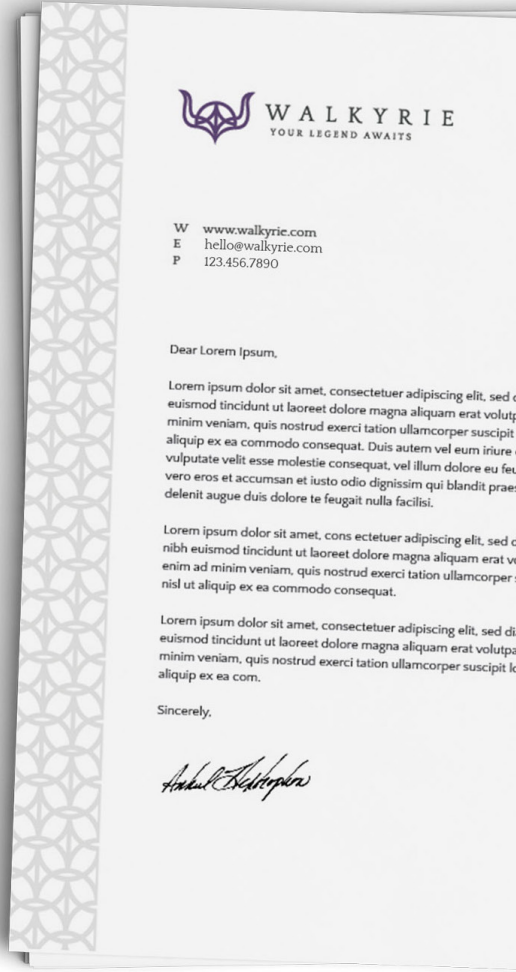 WALKYRIE
YOUR LEGEND AWAITS
W www.walkyrie.com
E hello@walkyrie.com
P 123.456.7890
Dear Lorem Ipsum,
Lorem ipsum dolor sit amet, consectetuer adipiscing elit, sed
euismod tincidunt ut laoreet dolore magna aliquam erat
minim veniam, quis nostrud exerci tation ullamcorper suscipit
aliquip ex ea commodo consequat. Duis autem vel eum iriure
vulputate velit esse molestie consequat, vel illum dolore eu
vero eros et accumsan et iusto odio dignissim qui blandit
delenit augue duis dolore te feugait nulla facilisi.
Lorem ipsum dolor sit amet, cons ectetuer adipiscing elit, sed
nibh euismod tincidunt ut laoreet dolore magna aliquam erat
enim ad minim veniam, quis nostrud exerci tation ullamcorper
nisl ut aliquip ex ea commodo consequat.
Lorem ipsum dolor sit amet, consectetuer adipiscing elit, sed
euismod tincidunt ut laoreet dolore magna aliquam erat
minim veniam, quis nostrud exerci tation ullamcorper suscipit
aliquip ex ea com.
Sincerely,